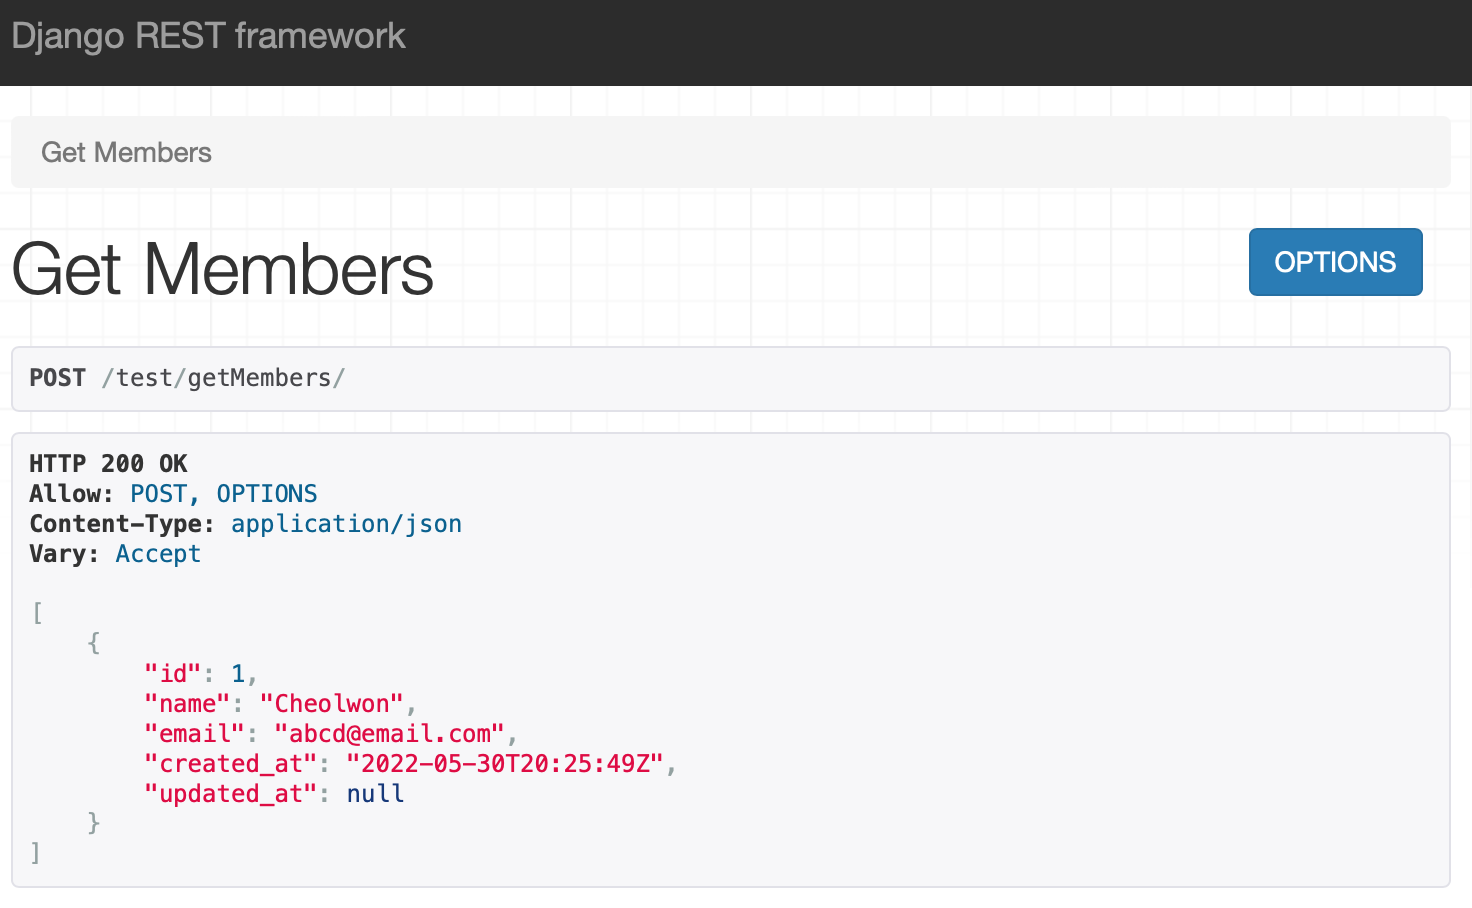 Django REST framework
Get Members
Get Members
OPTIONS
POST /test/getMembers/
HTTP 200 OK
Allow: POST, OPTIONS
Content-Type: application/json
Vary: Accept
[
    {
        "id": 1,
        "name": "Cheolwon",
        "email": "abcd@email.com",
        "created_at": "2022-05-30T20:25:49Z",
        "updated_at": null
    }
]